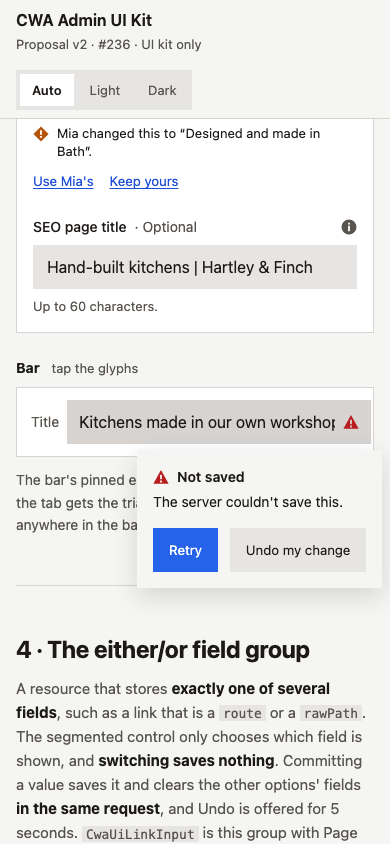 CWA Admin UI Kit
Proposal v2 · #236 · UI kit only
Auto Light Dark
Mia changed this to “Designed and made in
Bath”.
Use Mia's Keep yours
SEO page title · Optional
Hand-built kitchens | Hartley & Finch
Up to 60 characters.
Bar tap the glyphs
Title Kitchens made in our own workshop
The bar's pinned
the tab gets the
anywhere in the
Not saved
The server couldn't save this.
Retry Undo my change
4 · The either/or field group
A resource that stores exactly one of several
fields, such as a link that is a route or a rawPath.
The segmented control only chooses which field is
shown, and switching saves nothing. Committing
a value saves it and clears the other options' fields
in the same request, and Undo is offered for 5
seconds. CwaUiLinkInput is this group with Page